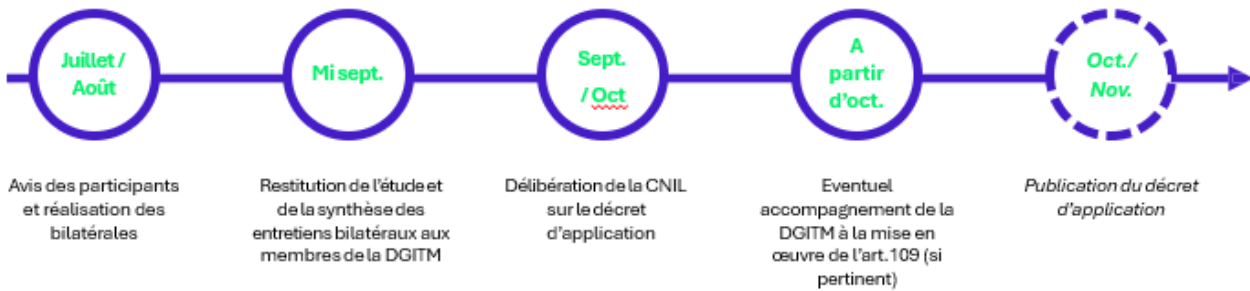 Juillet /
Août
Mi sept.
Sept.
/ Oct
A
partir
d'oct.
Oct./
Nov.
Avis des participants
et réalisation des
bilatérales
Restitution de l'étude et
de la synthèse des
entretiens bilatéraux aux
membres de la DGITM
Délibération de la CNIL
sur le décret
d'application
Eventuel
accompagnement de la
DGITM à la mise en
œuvre de l'art.109 (si
pertinent)
Publication du décret
d'application